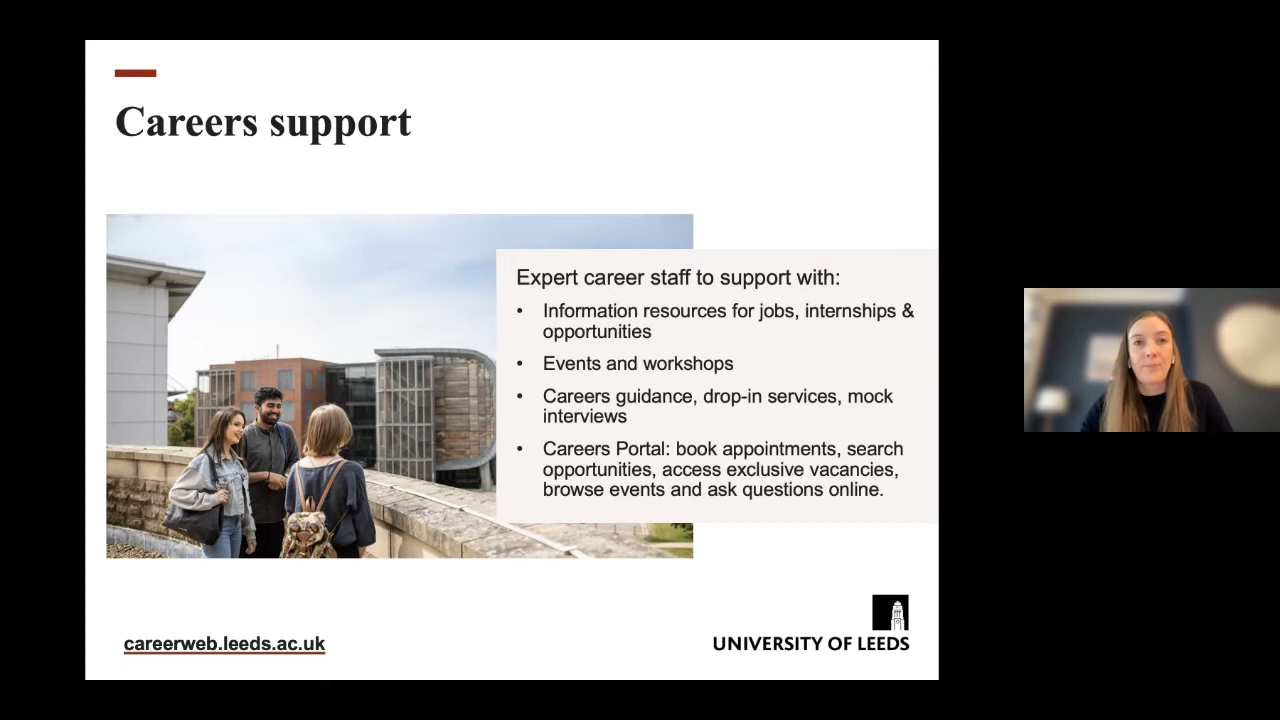 Careers support
Expert career staff to support with:
• Information resources for jobs, internships &
opportunities
• Events and workshops
• Careers guidance, drop-in services, mock
interviews
• Careers Portal: book appointments, search
opportunities, access exclusive vacancies,
browse events and ask questions online.
careerweb.leeds.ac.uk
UNIVERSITY OF LEEDS